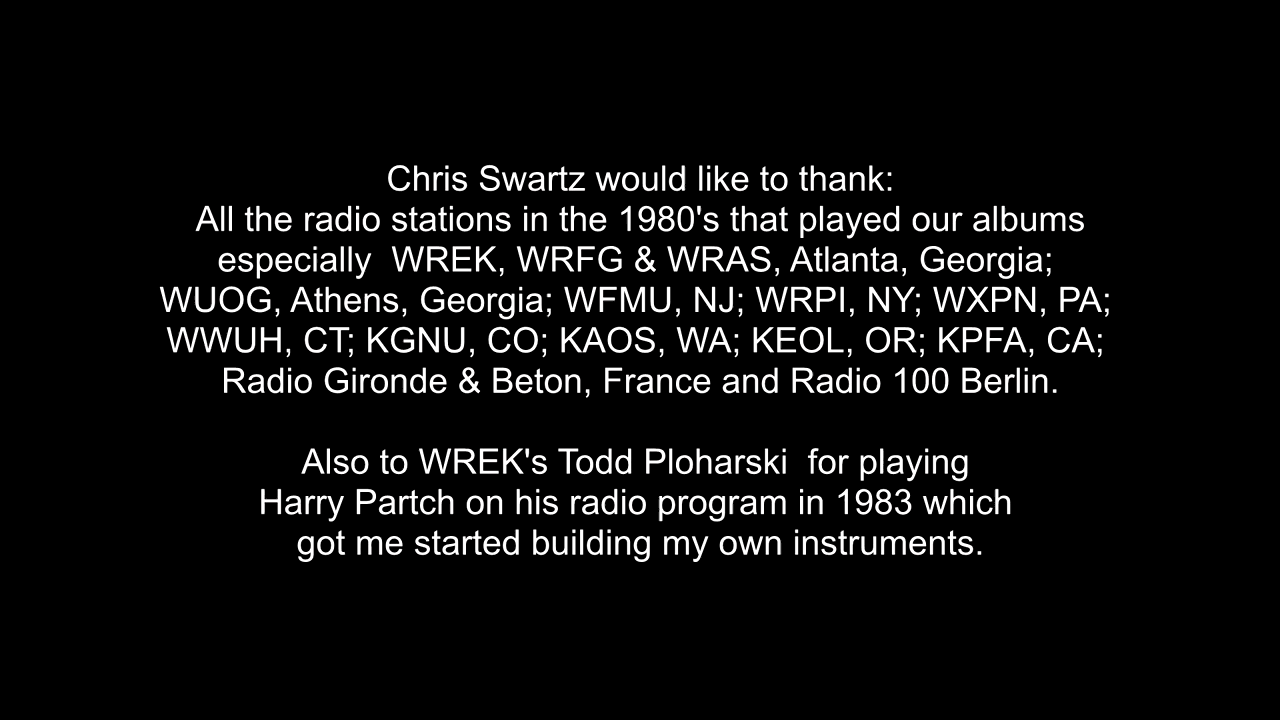 Chris Swartz would like to thank:
All the radio stations in the 1980's that played our albums
especially  WREK, WRFG & WRAS, Atlanta, Georgia;
WUOG, Athens, Georgia; WFMU, NJ; WRPI, NY; WXPN, PA;
WWUH, CT; KGNU, CO; KAOS, WA; KEOL, OR; KPFA, CA;
Radio Gironde & Beton, France and Radio 100 Berlin.
Also to WREK's Todd Ploharski  for playing
Harry Partch on his radio program in 1983 which
got me started building my own instruments.